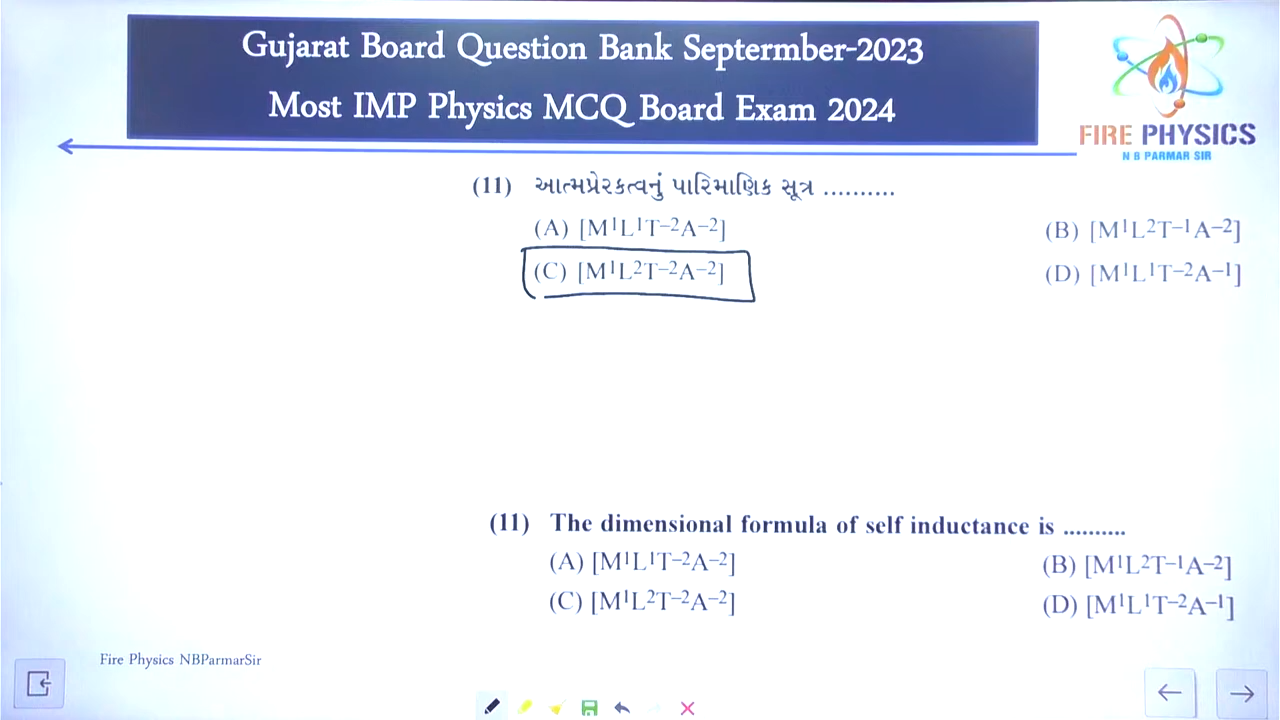 Gujarat Board Question Bank Septermber-2023
Most IMP Physics MCQ Board Exam 2024
FIRE PHYSICS
N B PARMAR SIR
(11) આત્મપ્રેરકત્વનું પારિમાણિક સૂત્ર ..........
(A) [M¹L¹T⁻²A⁻²] (B) [M¹L²T⁻¹A⁻²]
(C) [M¹L²T⁻²A⁻²] (D) [M¹L¹T⁻²A⁻¹]
(11) The dimensional formula of self inductance is ..........
(A) [M¹L¹T⁻²A⁻²] (B) [M¹L²T⁻¹A⁻²]
(C) [M¹L²T⁻²A⁻²] (D) [M¹L¹T⁻²A⁻¹]
Fire Physics NBParmarSir